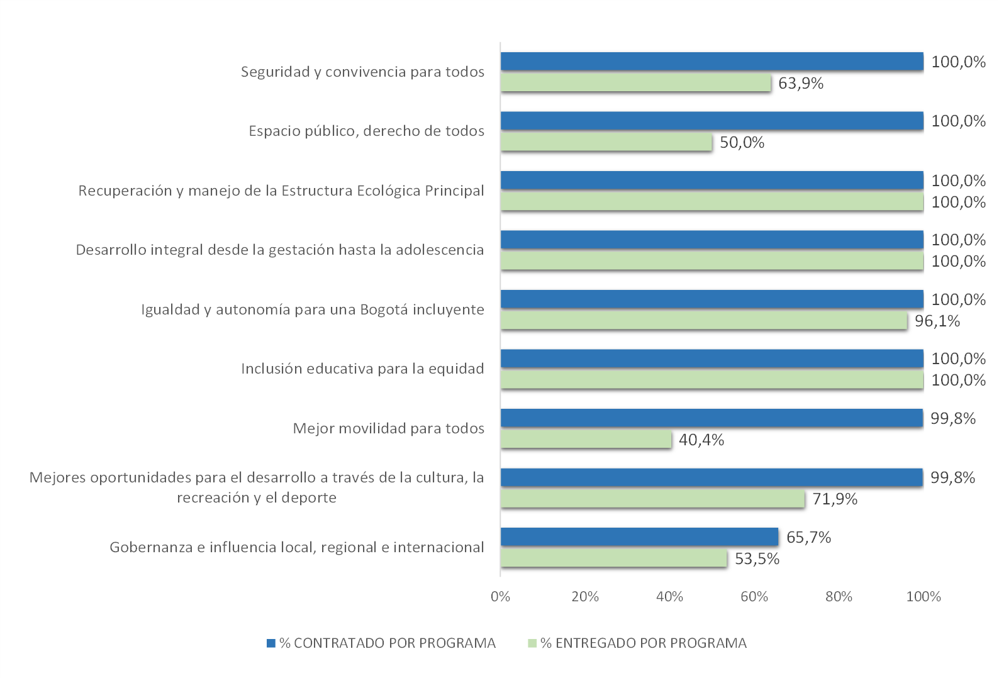 Seguridad y convivencia para todos
100,0%
63,9%
Espacio público, derecho de todos
100,0%
50,0%
Recuperación y manejo de la Estructura Ecológica Principal
100,0%
100,0%
Desarrollo integral desde la gestación hasta la adolescencia
100,0%
100,0%
Igualdad y autonomía para una Bogotá incluyente
100,0%
96,1%
Inclusión educativa para la equidad
100,0%
100,0%
Mejor movilidad para todos
99,8%
40,4%
Mejores oportunidades para el desarrollo a través de la cultura, la
recreación y el deporte
99,8%
71,9%
Gobernanza e influencia local, regional e internacional
65,7%
53,5%
0% 20% 40% 60% 80% 100%
% CONTRATADO POR PROGRAMA % ENTREGADO POR PROGRAMA